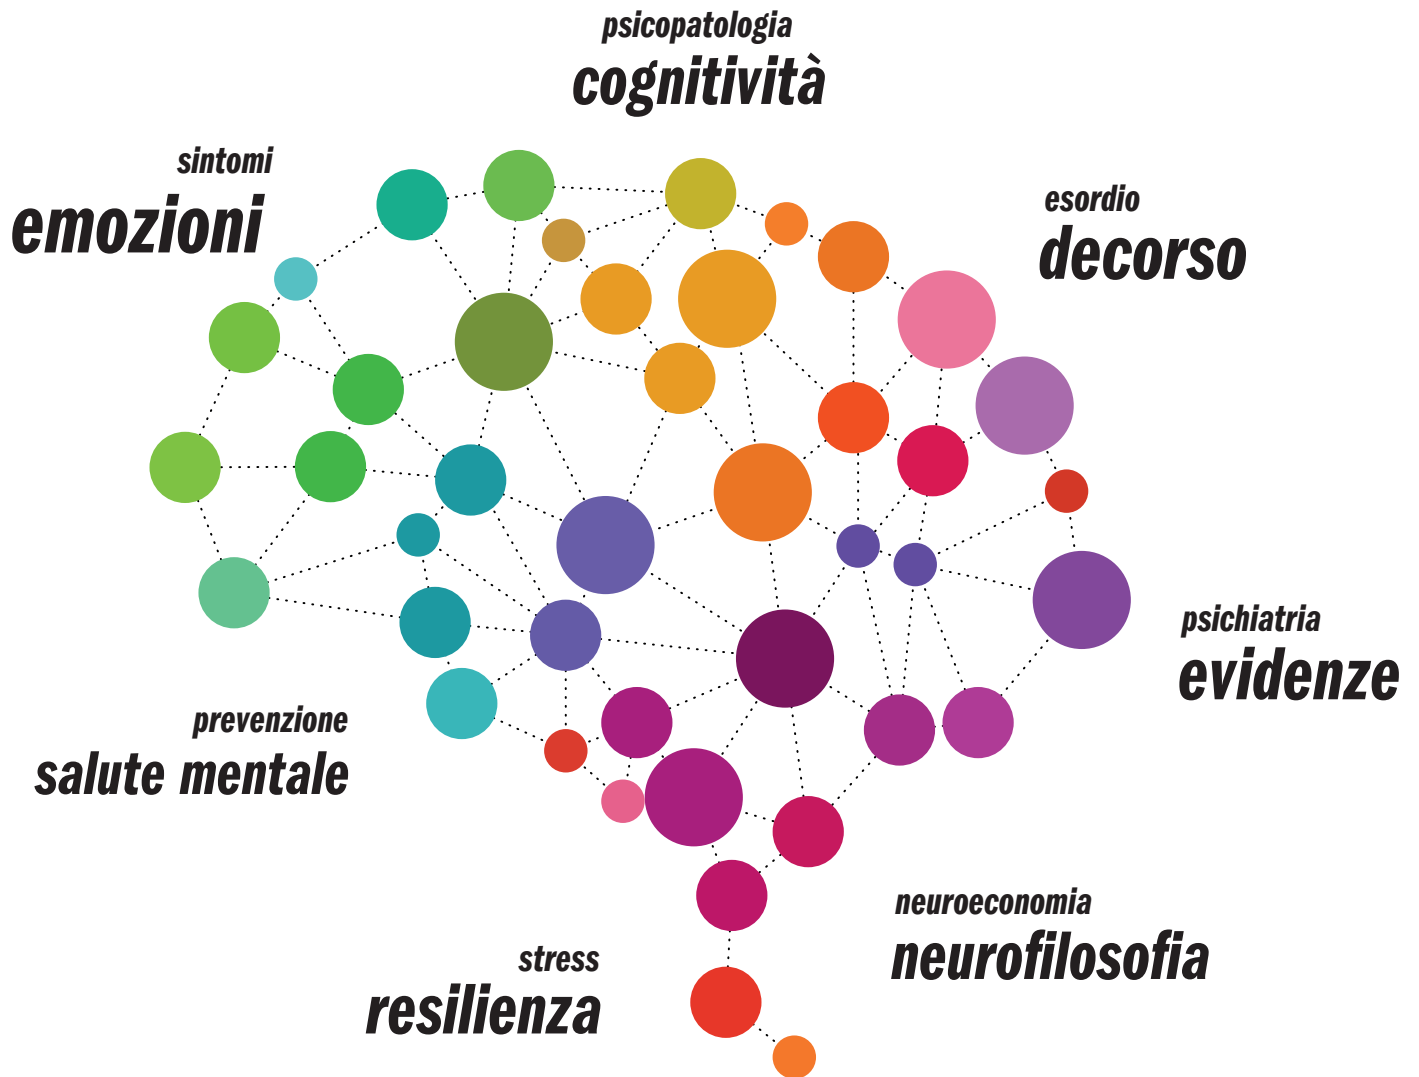 psicopatologia
cognitività
sintomi
emozioni
esordio
decorso
psichiatria
evidenze
prevenzione
salute mentale
neuroeconomia
neurofilosofia
stress
resilienza